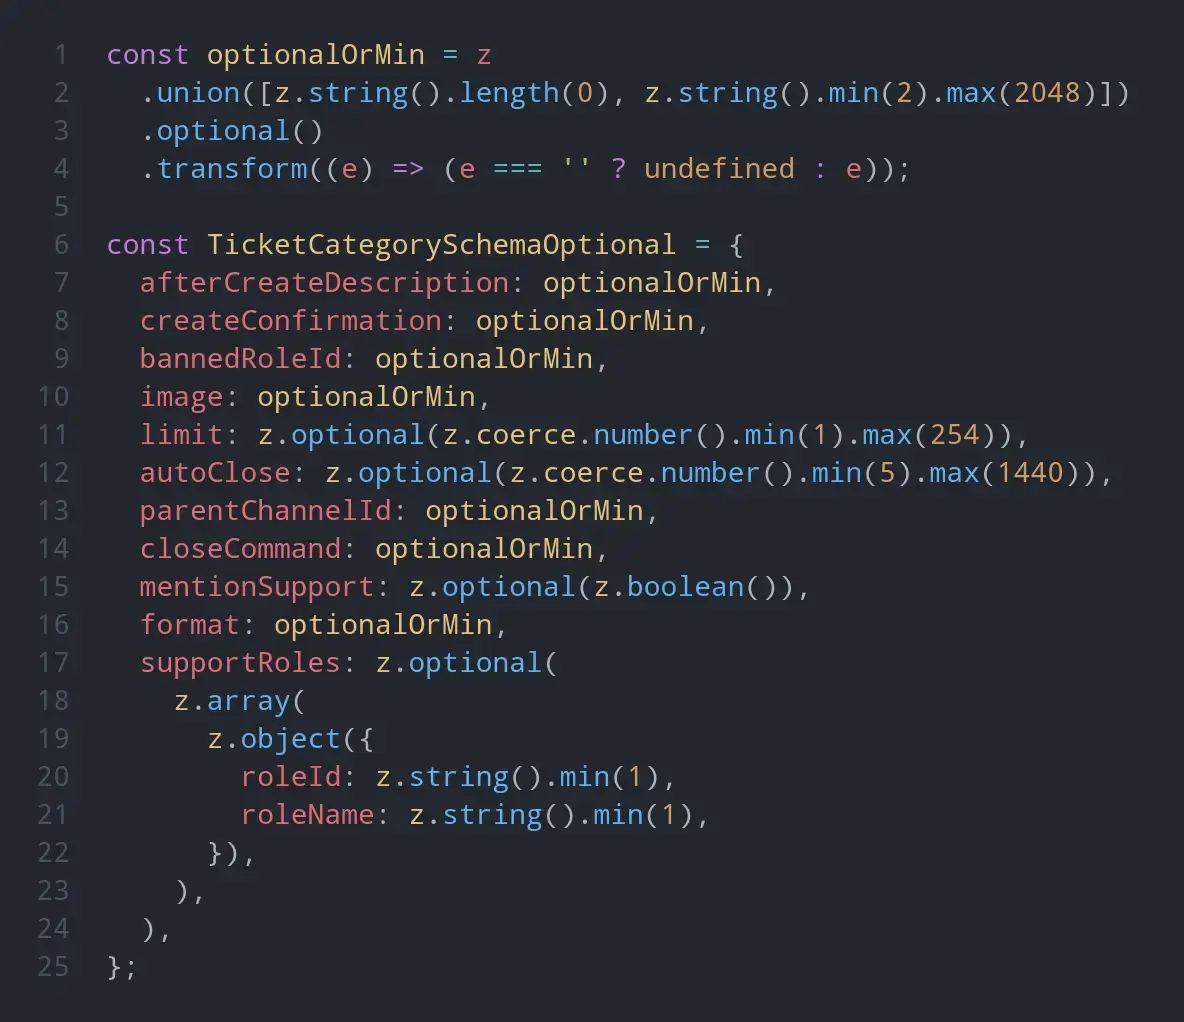 1 const optionalOrMin = z
2   .union([z.string().length(0), z.string().min(2).max(2048)])
3   .optional()
4   .transform((e) => (e === '' ? undefined : e));
5
6 const TicketCategorySchemaOptional = {
7   afterCreateDescription: optionalOrMin,
8   createConfirmation: optionalOrMin,
9   bannedRoleId: optionalOrMin,
10   image: optionalOrMin,
11   limit: z.optional(z.coerce.number().min(1).max(254)),
12   autoClose: z.optional(z.coerce.number().min(5).max(1440)),
13   parentChannelId: optionalOrMin,
14   closeCommand: optionalOrMin,
15   mentionSupport: z.optional(z.boolean()),
16   format: optionalOrMin,
17   supportRoles: z.optional(
18     z.array(
19       z.object({
20         roleId: z.string().min(1),
21         roleName: z.string().min(1),
22       }),
23     ),
24   ),
25 };